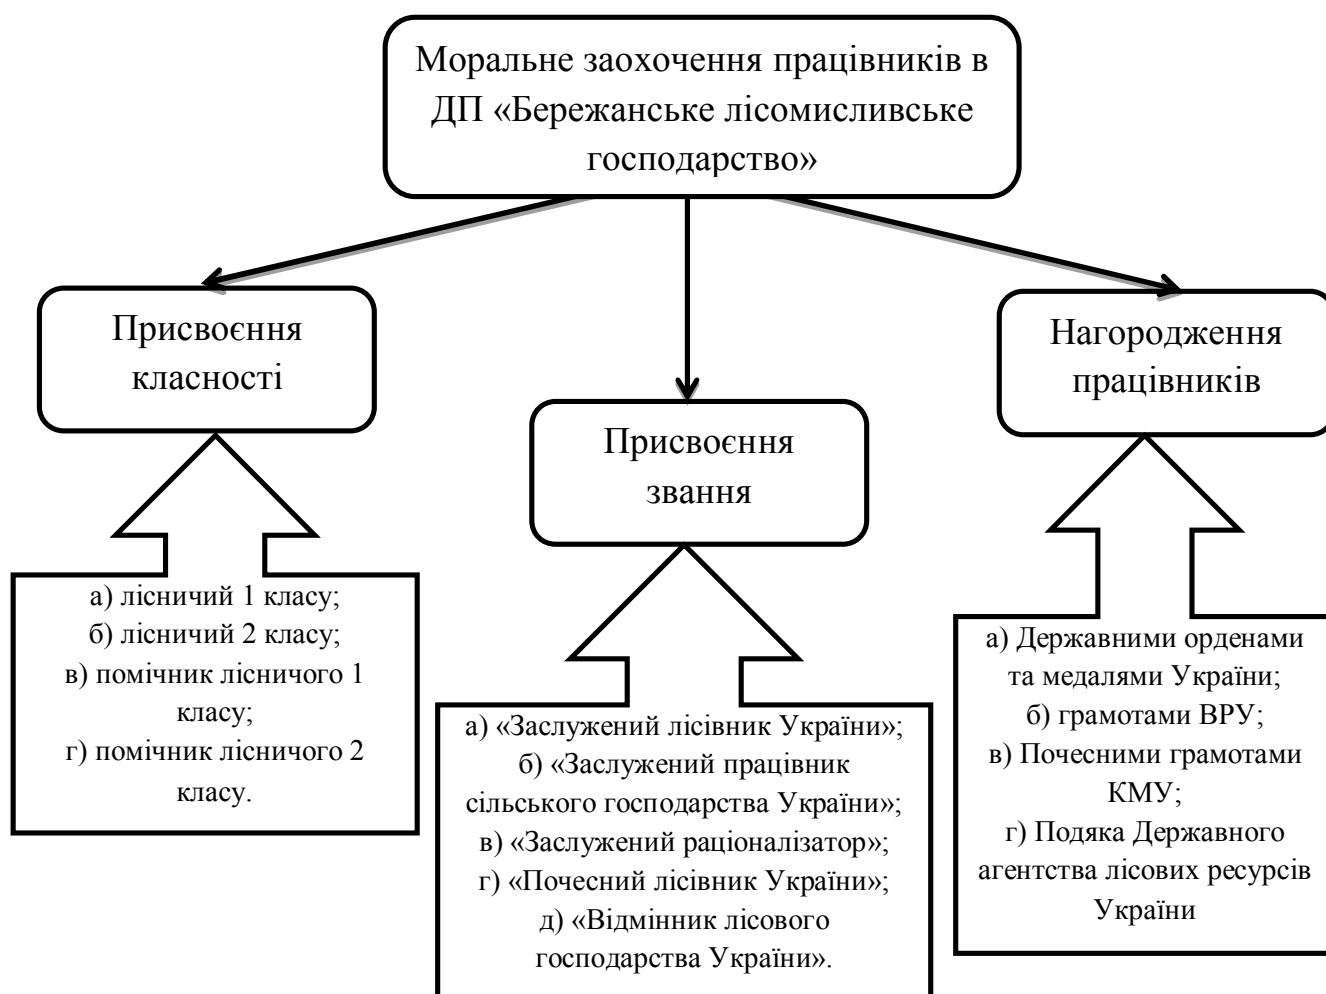 Моральне заохочення працівників в
ДП «Бережанське лісомисливське
господарство»
Присвоєння
класності
Присвоєння
звання
Нагородження
працівників
а) лісничий 1 класу;
б) лісничий 2 класу;
в) помічник лісничого 1
класу;
г) помічник лісничого 2
класу.
а) «Заслужений лісівник України»;
б) «Заслужений працівник
сільського господарства України»;
в) «Заслужений раціоналізатор»;
г) «Почесний лісівник України»;
д) «Відмінник лісового
господарства України».
а) Державними орденами
та медалями України;
б) грамотами ВРУ;
в) Почесними грамотами
КМУ;
г) Подяка Державного
агентства лісових ресурсів
України